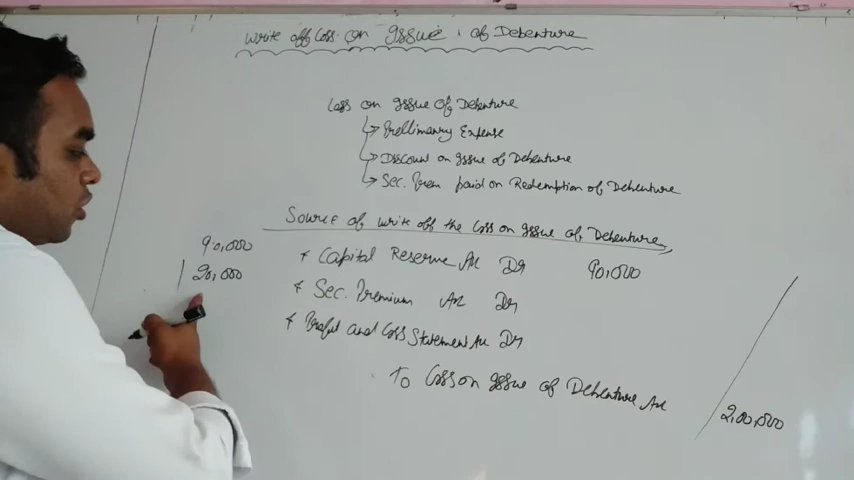 Write off Loss on Issue of Debenture
Loss on Issue of Debenture
→ Prellimnary Expense
→ Discount on Issue of Debenture
→ Sec. Prem paid on Redemption of Debenture
Source of write off the Loss on Issue of Debenture
* Capital Reserve A/c Dr 90,000
* Sec. Premium A/c Dr
* Profit and Loss Statement A/c Dr
To Loss on Issue of Debenture A/c 2,00,000
90,000
20,000